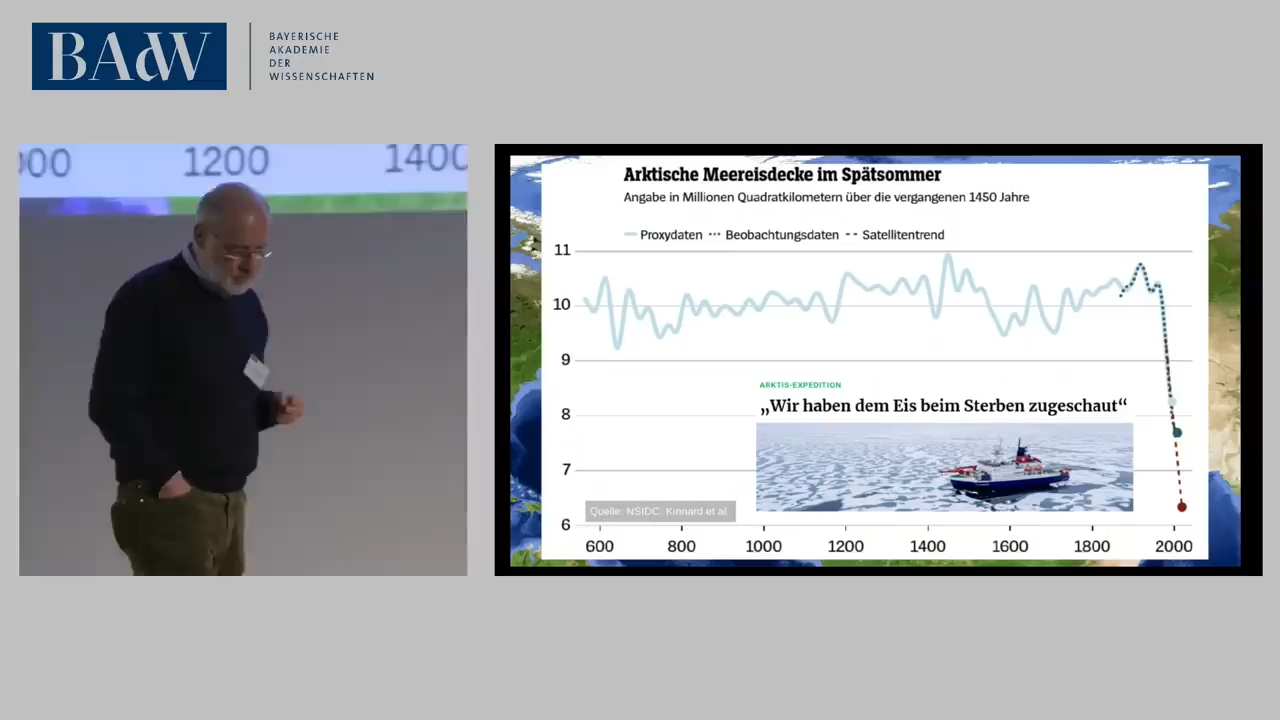 BAdW
BAYERISCHE
AKADEMIE
DER
WISSENSCHAFTEN
1200
1400
Arktische Meereisdecke im Spätsommer
Angabe in Millionen Quadratkilometern über die vergangenen 1450 Jahre
Proxydaten Beobachtungsdaten Satellitentrend
11
10
9
ARKTIS-EXPEDITION
„Wir haben dem Eis beim Sterben zugeschaut“
8
7
Quelle: NSIDC; Kinnard et al
6
600 800 1000 1200 1400 1600 1800 2000